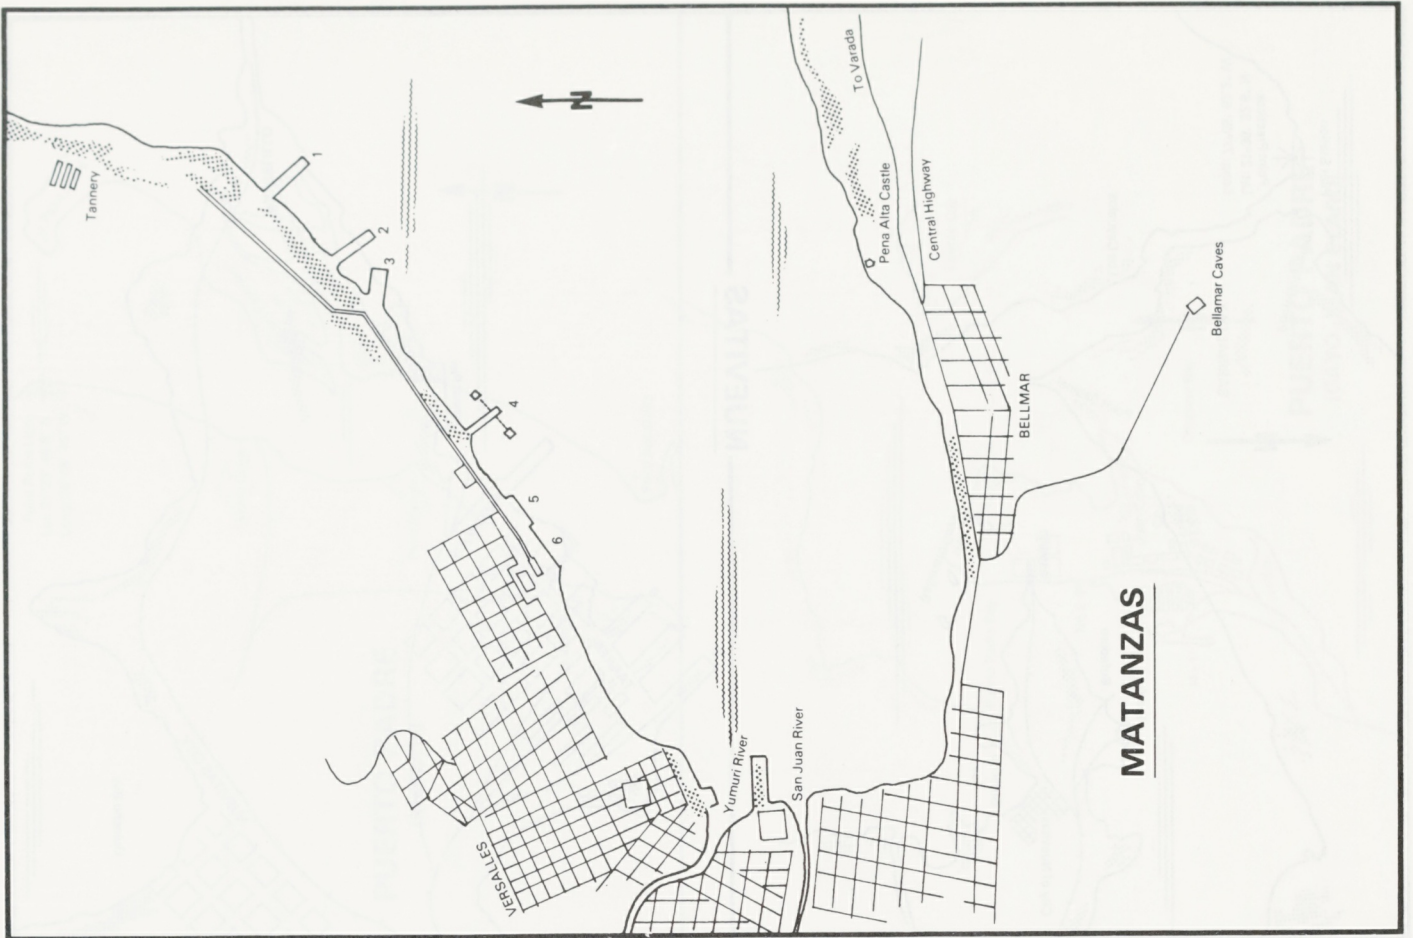 Tannery
1
2
3
4
5
6
N
To Varada
Pena Alta Castle
Central Highway
Bellamar Caves
BELLMAR
VERSALLES
Yumuri River
San Juan River
MATANZAS